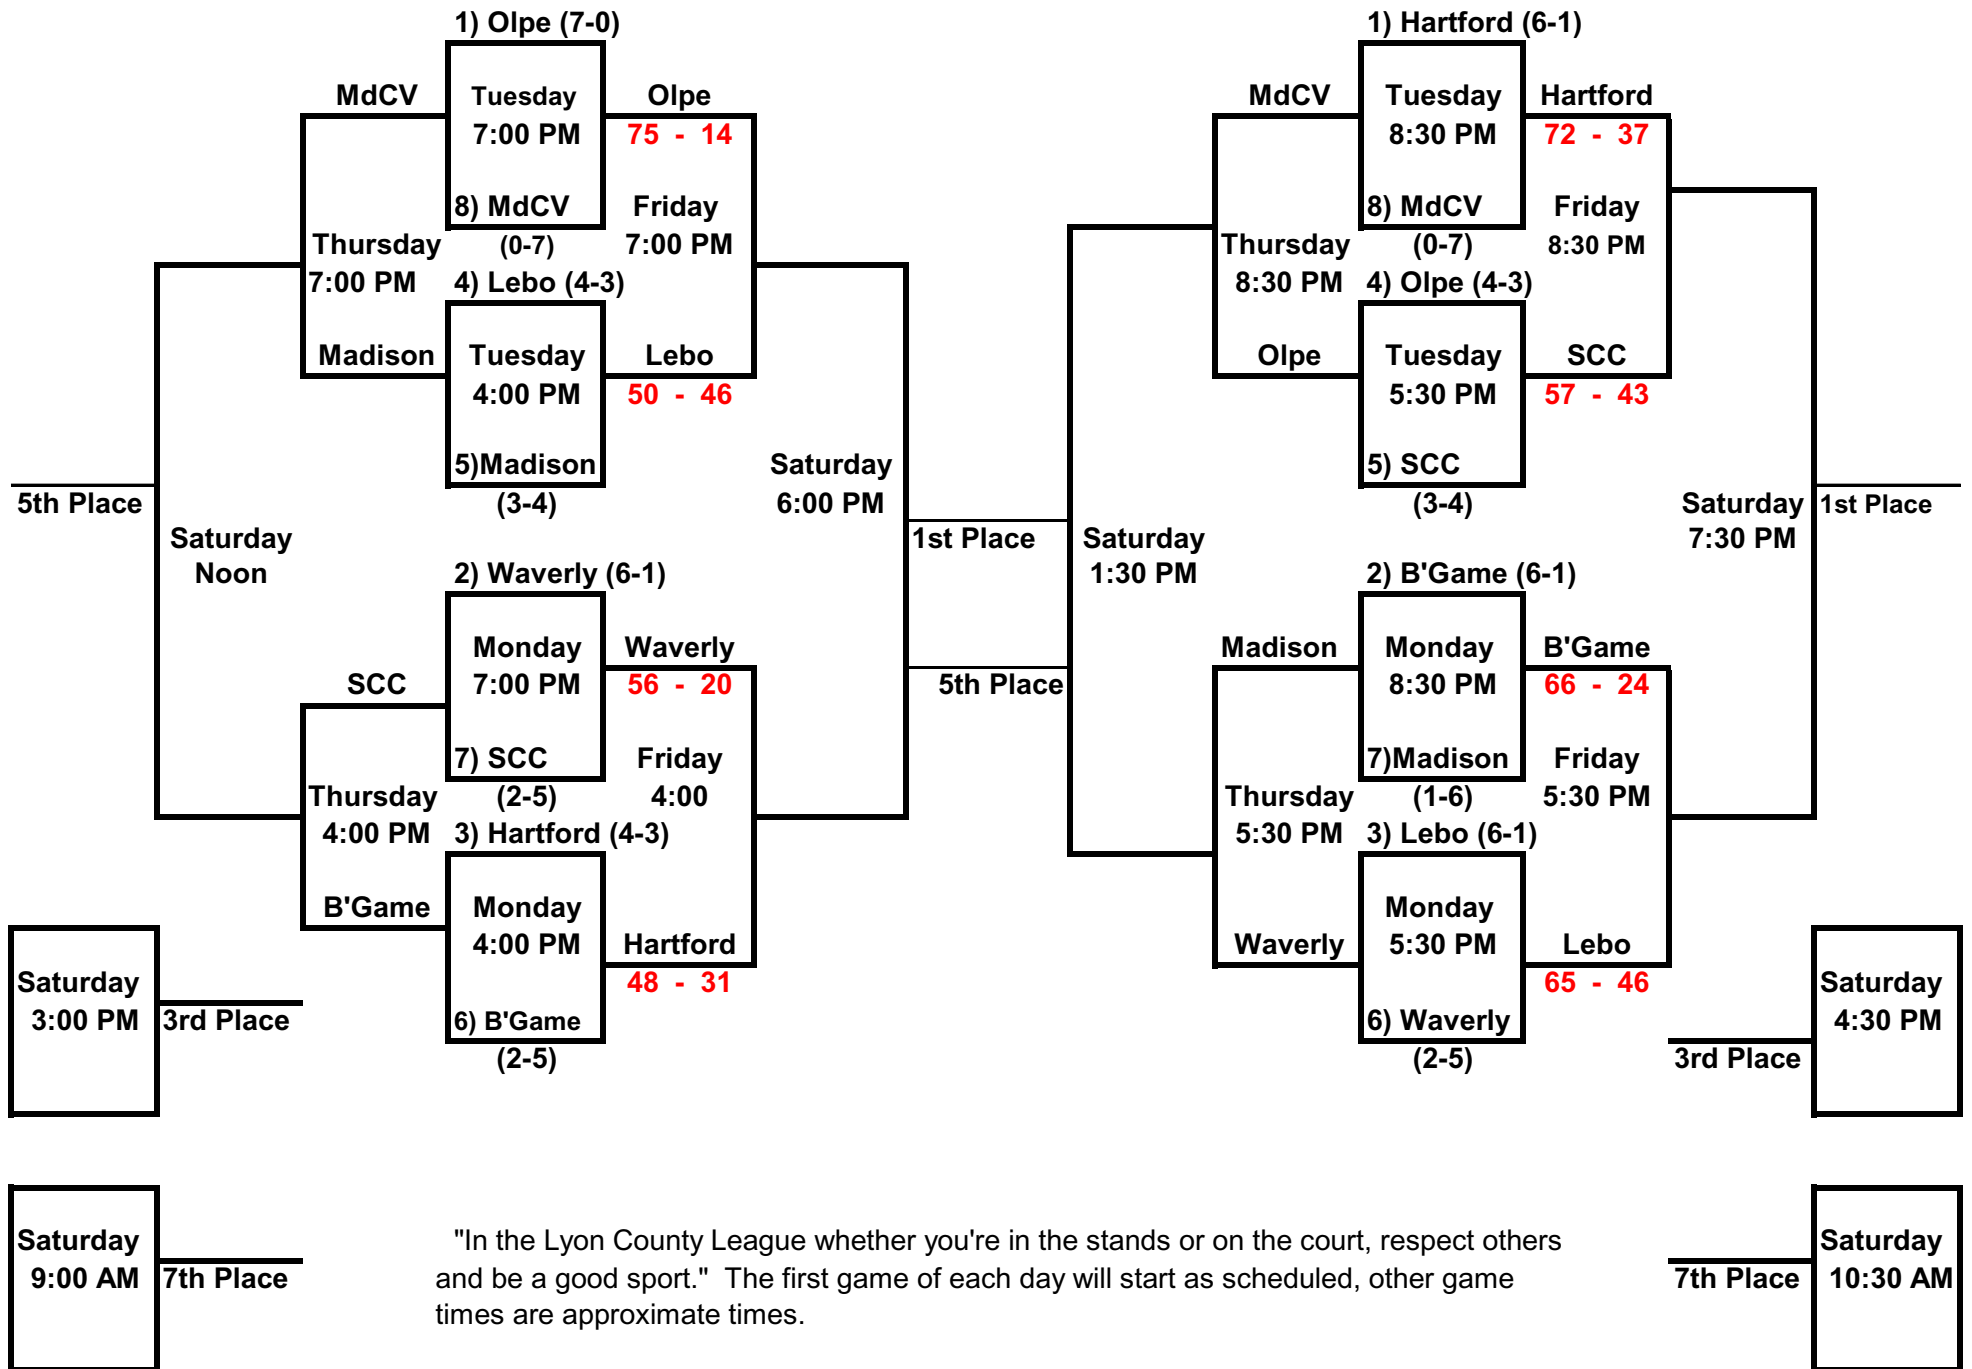 1) Olpe (7-0)
MdCV Tuesday Olpe
7:00 PM 75 - 14
8) MdCV Friday
Thursday (0-7) 7:00 PM
7:00 PM 4) Lebo (4-3)
Madison Tuesday Lebo
4:00 PM 50 - 46
5)Madison Saturday
5th Place (3-4) 6:00 PM
Saturday 1st Place
Noon 2) Waverly (6-1)
Monday Waverly
SCC 7:00 PM 56 - 20 5th Place
7) SCC Friday
Thursday (2-5) 4:00
4:00 PM 3) Hartford (4-3)
B'Game Monday
4:00 PM Hartford
Saturday 48 - 31
3:00 PM 3rd Place 6) B'Game
(2-5)
1) Hartford (6-1)
MdCV Tuesday Hartford
8:30 PM 72 - 37
8) MdCV Friday
Thursday (0-7) 8:30 PM
8:30 PM 4) Olpe (4-3)
Olpe Tuesday SCC
5:30 PM 57 - 43
5) SCC
(3-4) Saturday 1st Place
Saturday 7:30 PM
1:30 PM 2) B'Game (6-1)
Madison Monday B'Game
8:30 PM 66 - 24
7)Madison Friday
Thursday (1-6) 5:30 PM
5:30 PM 3) Lebo (6-1)
Monday
Waverly 5:30 PM Lebo
65 - 46 Saturday
6) Waverly 4:30 PM
(2-5) 3rd Place
Saturday
9:00 AM 7th Place
"In the Lyon County League whether you're in the stands or on the court, respect others
and be a good sport." The first game of each day will start as scheduled, other game
times are approximate times.
Saturday
7th Place 10:30 AM